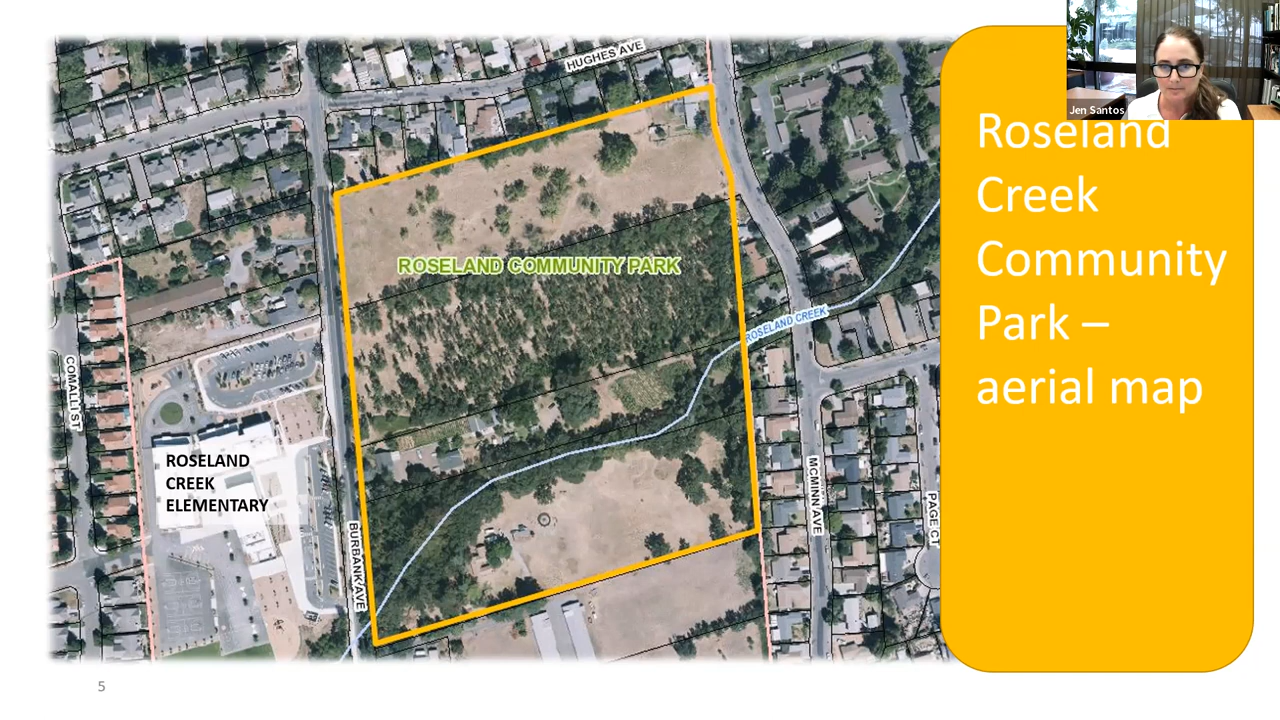 Jen Santos
Roseland
Creek
Community
Park –
aerial map
HUGHES AVE
ROSELAND COMMUNITY PARK
ROSELAND CREEK
COMALLI ST
ROSELAND
CREEK
ELEMENTARY
BURBANK AVE
MCMINN AVE
PAGE CT
5